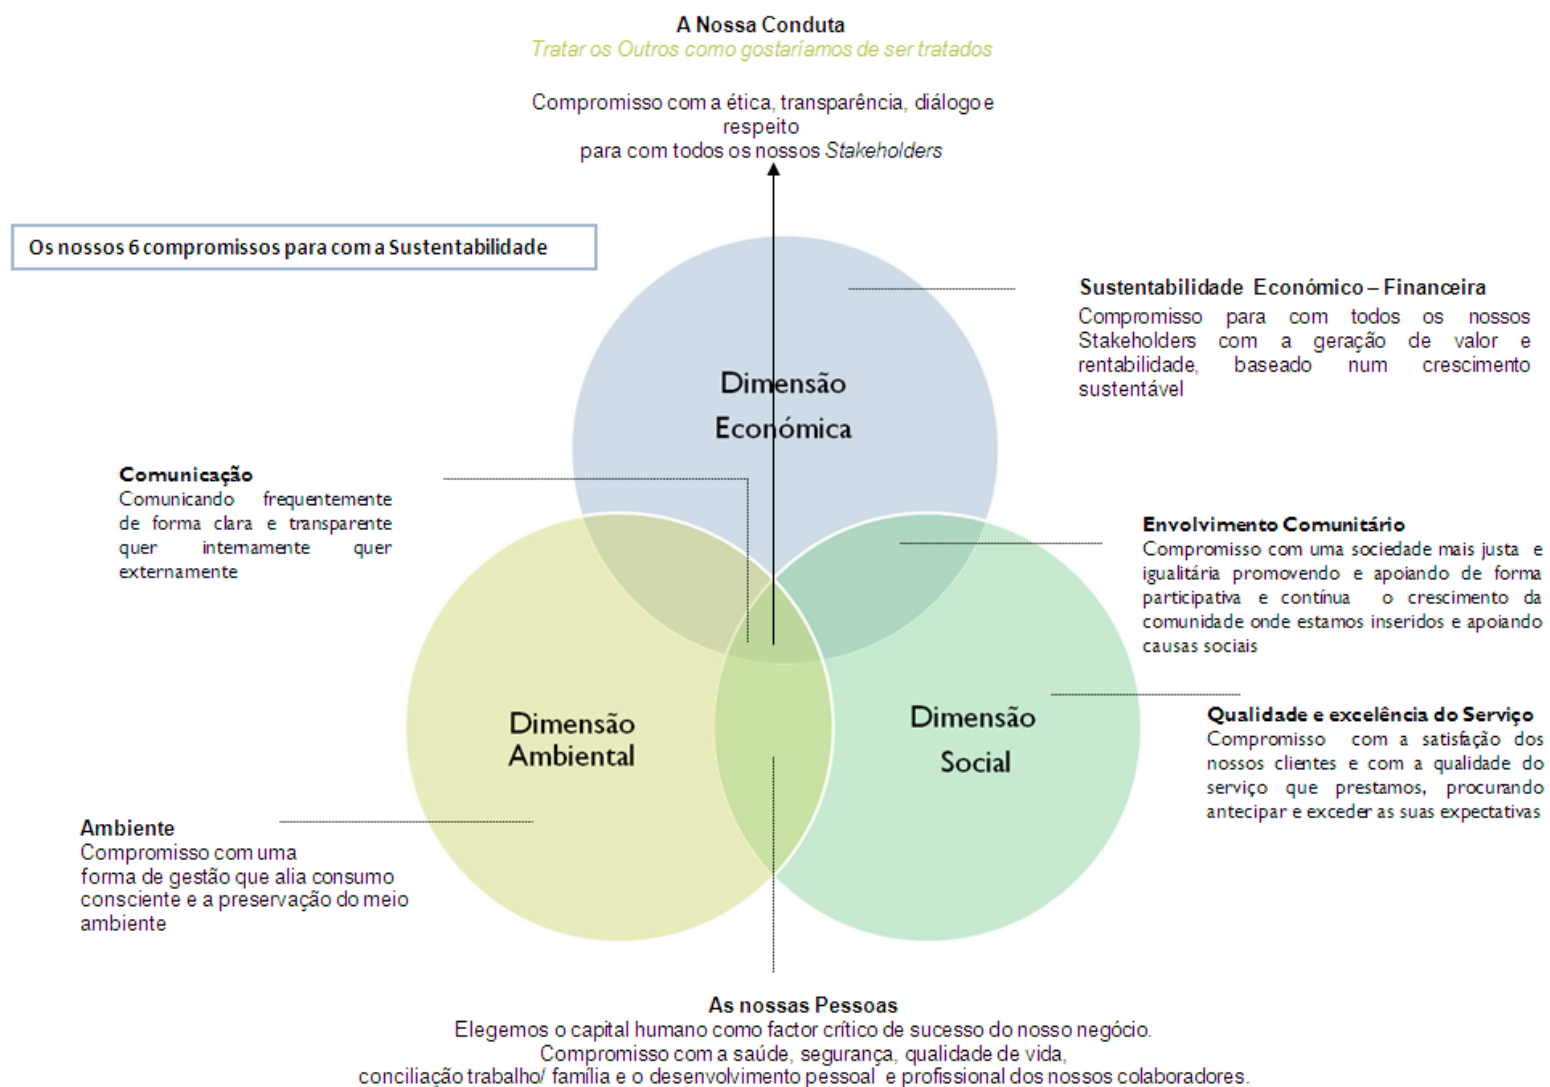 A Nossa Conduta
Tratar os Outros como gostaríamos de ser tratados
Compromisso com a ética, transparência, diálogo e
respeito
para com todos os nossos Stakeholders
Os nossos 6 compromissos para com a Sustentabilidade
Sustentabilidade Económico – Financeira
Compromisso para com todos os nossos
Stakeholders com a geração de valor e
rentabilidade, baseado num crescimento
sustentável
Dimensão
Económica
Comunicação
Comunicando frequentemente
de forma clara e transparente
quer internamente quer
externamente
Envolvimento Comunitário
Compromisso com uma sociedade mais justa e
igualitária promovendo e apoiando de forma
participativa e contínua o crescimento da
comunidade onde estamos inseridos e apoiando
causas sociais
Dimensão
Ambiental
Dimensão
Social
Qualidade e excelência do Serviço
Compromisso com a satisfação dos
nossos clientes e com a qualidade do
serviço que prestamos, procurando
antecipar e exceder as suas expectativas
Ambiente
Compromisso com uma
forma de gestão que alia consumo
consciente e a preservação do meio
ambiente
As nossas Pessoas
Elegemos o capital humano como factor crítico de sucesso do nosso negócio.
Compromisso com a saúde, segurança, qualidade de vida,
conciliação trabalho/ família e o desenvolvimento pessoal e profissional dos nossos colaboradores.